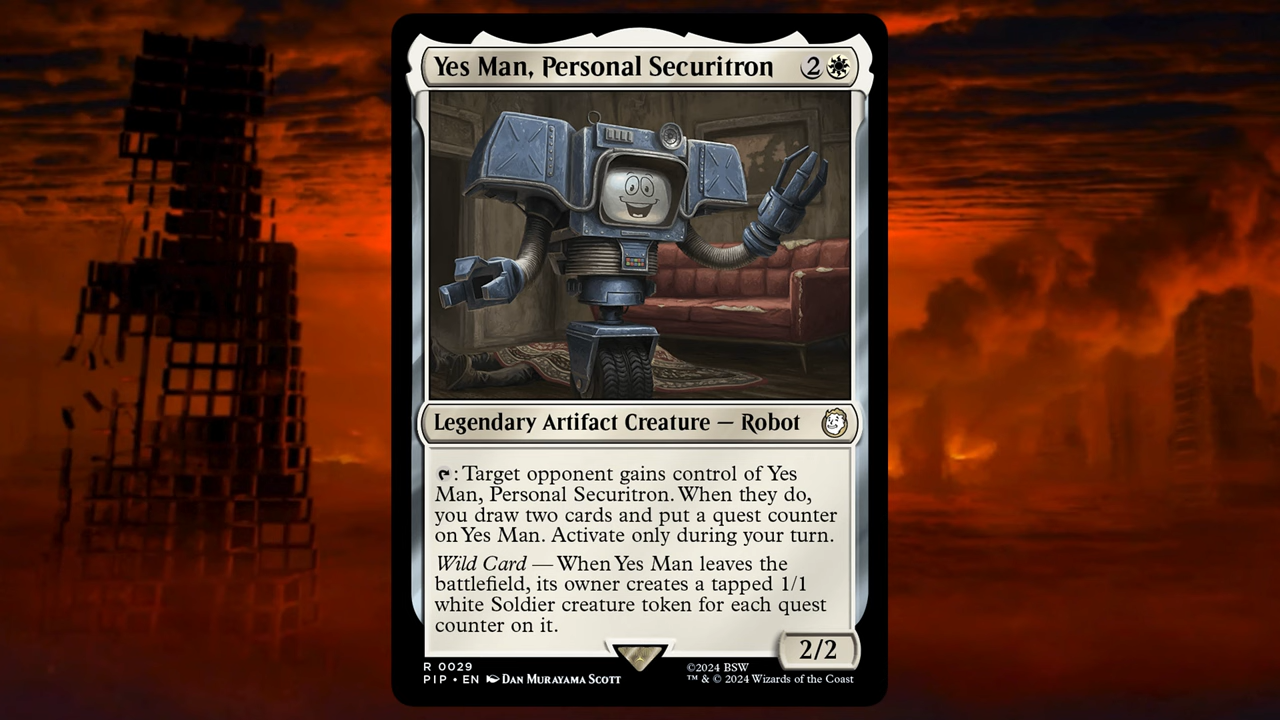 Yes Man, Personal Securitron 2
Legendary Artifact Creature — Robot
: Target opponent gains control of Yes
Man, Personal Securitron. When they do,
you draw two cards and put a quest counter
on Yes Man. Activate only during your turn.
Wild Card — When Yes Man leaves the
battlefield, its owner creates a tapped 1/1
white Soldier creature token for each quest
counter on it.
2/2
R 0029
PIP • EN Dan Murayama Scott
©2024 BSW
™ & © 2024 Wizards of the Coast